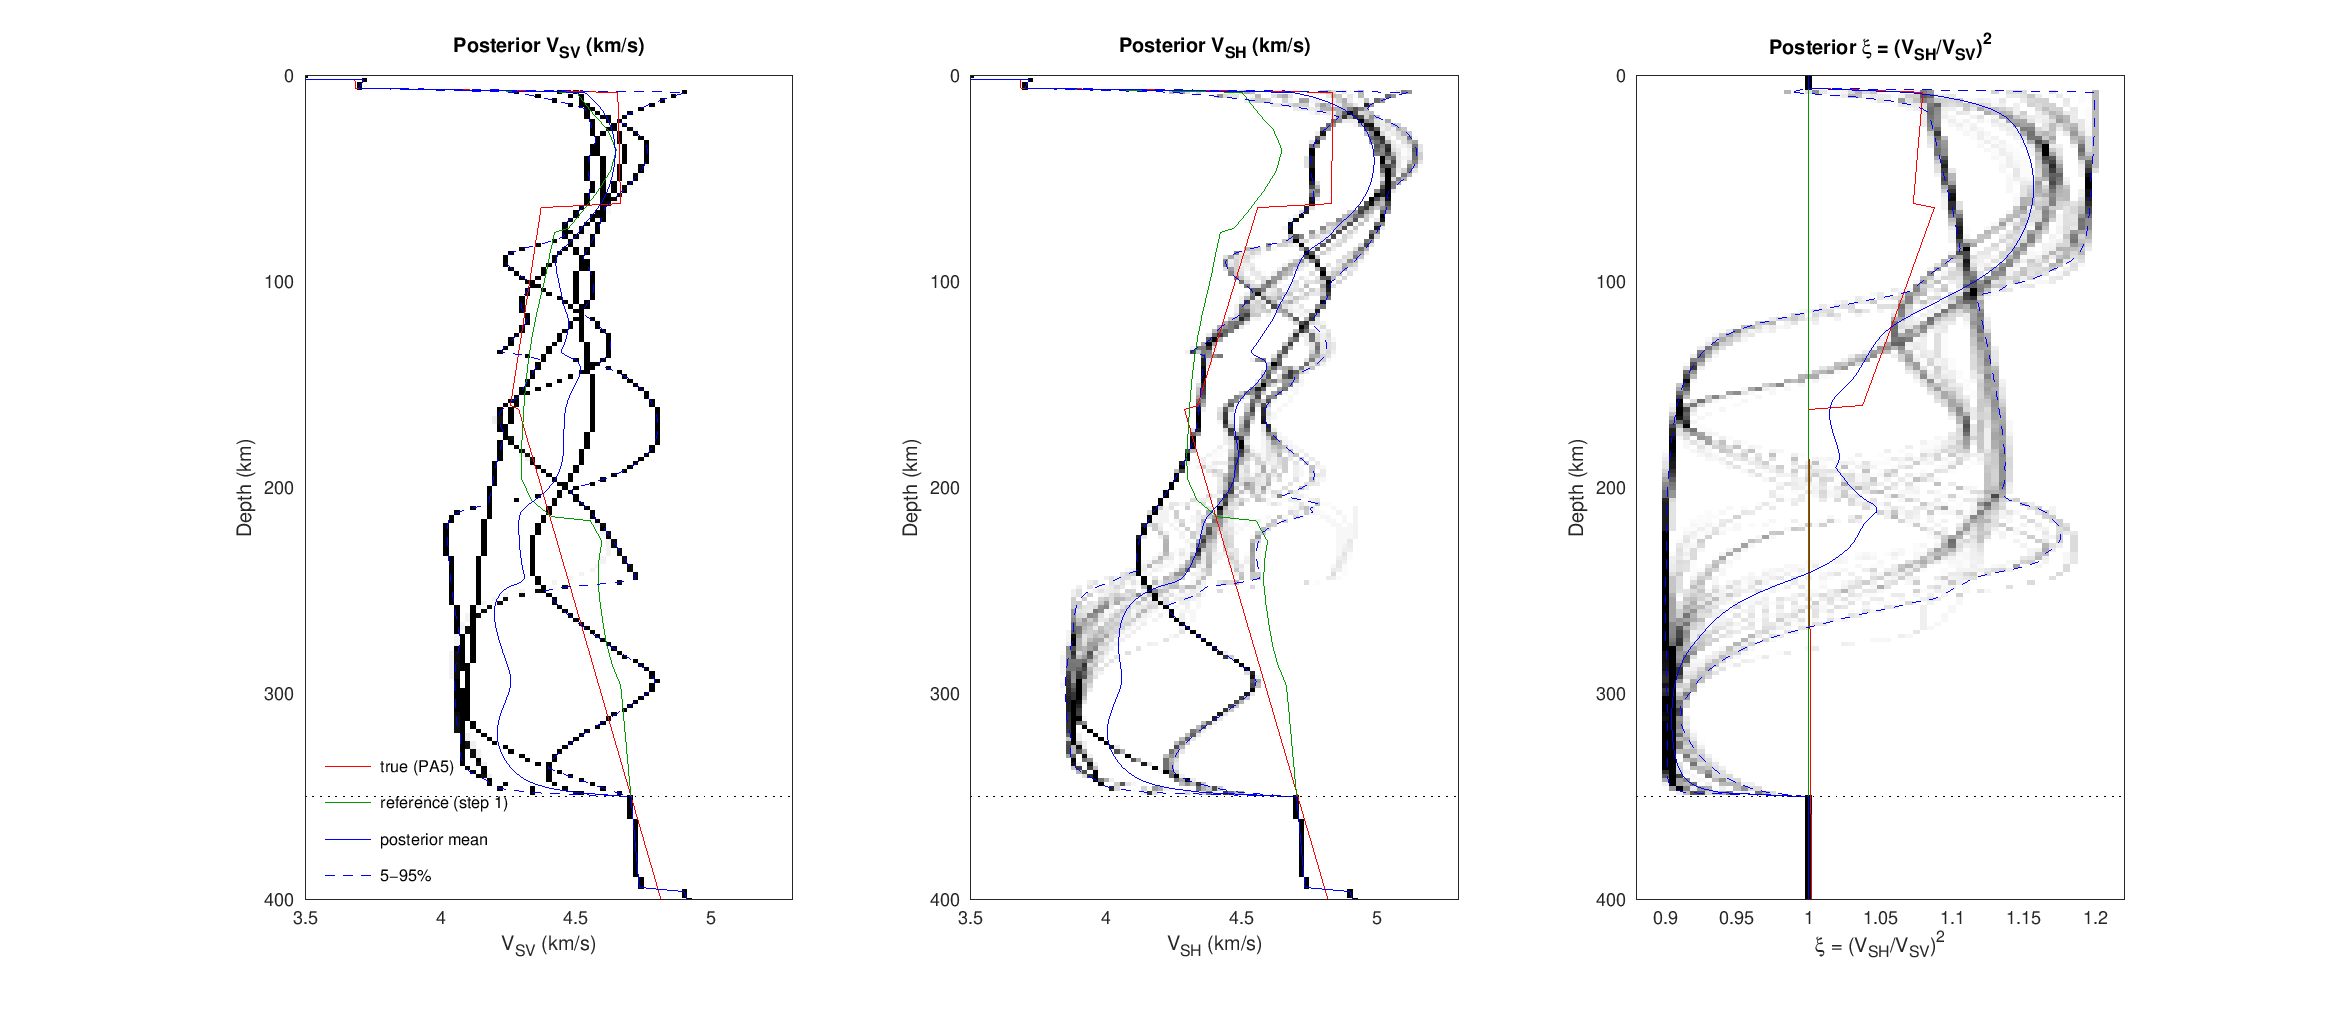 Posterior V_SV (km/s)
0
100
200
300
400
Depth (km)
3.5 4 4.5 5
V_SV (km/s)
true (PA5)
reference (step 1)
posterior mean
5−95%
Posterior V_SH (km/s)
0
100
200
300
400
Depth (km)
3.5 4 4.5 5
V_SH (km/s)
Posterior ξ = (V_SH/V_SV)^2
0
100
200
300
400
Depth (km)
0.9 0.95 1 1.05 1.1 1.15 1.2
ξ = (V_SH/V_SV)^2